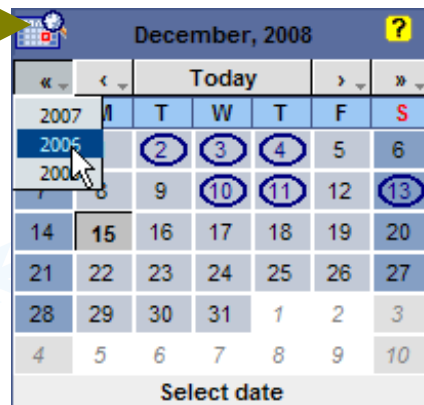 December, 2008 ?
« ‹ Today › »
2007 T W T F S
2006 2 3 4 5 6
8 9 10 11 12 13
14 15 16 17 18 19 20
21 22 23 24 25 26 27
28 29 30 31 1 2 3
4 5 6 7 8 9 10
Select date